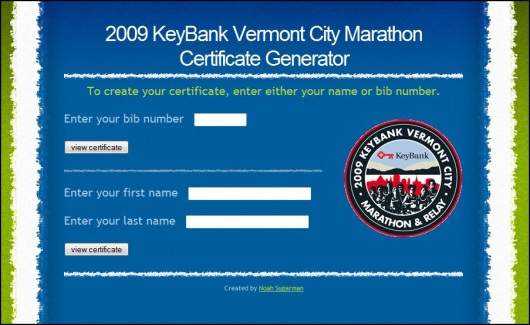 2009 KeyBank Vermont City Marathon
Certificate Generator
To create your certificate, enter either your name or bib number.
Enter your bib number
view certificate
2009 KEYBANK VERMONT CITY
KeyBank
MARATHON & RELAY
Enter your first name
Enter your last name
view certificate
Created by Noah Sugarman